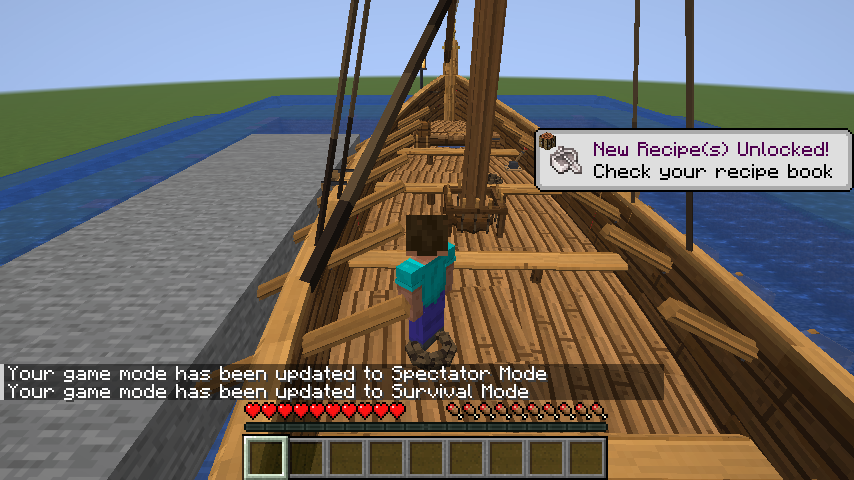 New Recipe(s) Unlocked!
Check your recipe book
Your game mode has been updated to Spectator Mode
Your game mode has been updated to Survival Mode